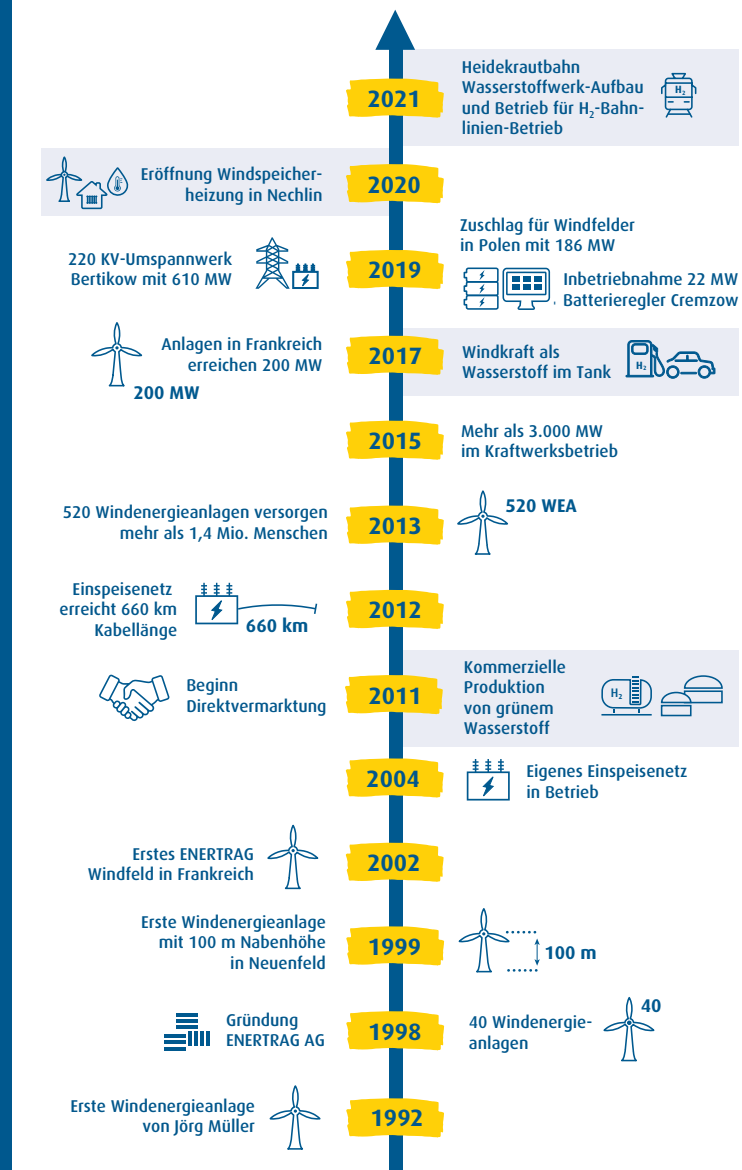 2021
Heidekrautbahn
Wasserstoffwerk-Aufbau
und Betrieb für H₂-Bahn-
linien-Betrieb
H₂
Eröffnung Windspeicher-
heizung in Nechlin
2020
220 KV-Umspannwerk
Bertikow mit 610 MW
2019
Zuschlag für Windfelder
in Polen mit 186 MW
Inbetriebnahme 22 MW
Batterieregler Cremzow
Anlagen in Frankreich
erreichen 200 MW
200 MW
2017
Windkraft als
Wasserstoff im Tank
H₂
2015
Mehr als 3.000 MW
im Kraftwerksbetrieb
520 Windenergieanlagen versorgen
mehr als 1,4 Mio. Menschen
2013
520 WEA
Einspeisenetz
erreicht 660 km
Kabellänge
660 km
2012
Beginn
Direktvermarktung
2011
Kommerzielle
Produktion
von grünem
Wasserstoff
H₂
2004
Eigenes Einspeisenetz
in Betrieb
Erstes ENERTRAG
Windfeld in Frankreich
2002
Erste Windenergieanlage
mit 100 m Nabenhöhe
in Neuenfeld
1999
100 m
Gründung
ENERTRAG AG
1998
40 Windenergie-
anlagen
40
Erste Windenergieanlage
von Jörg Müller
1992